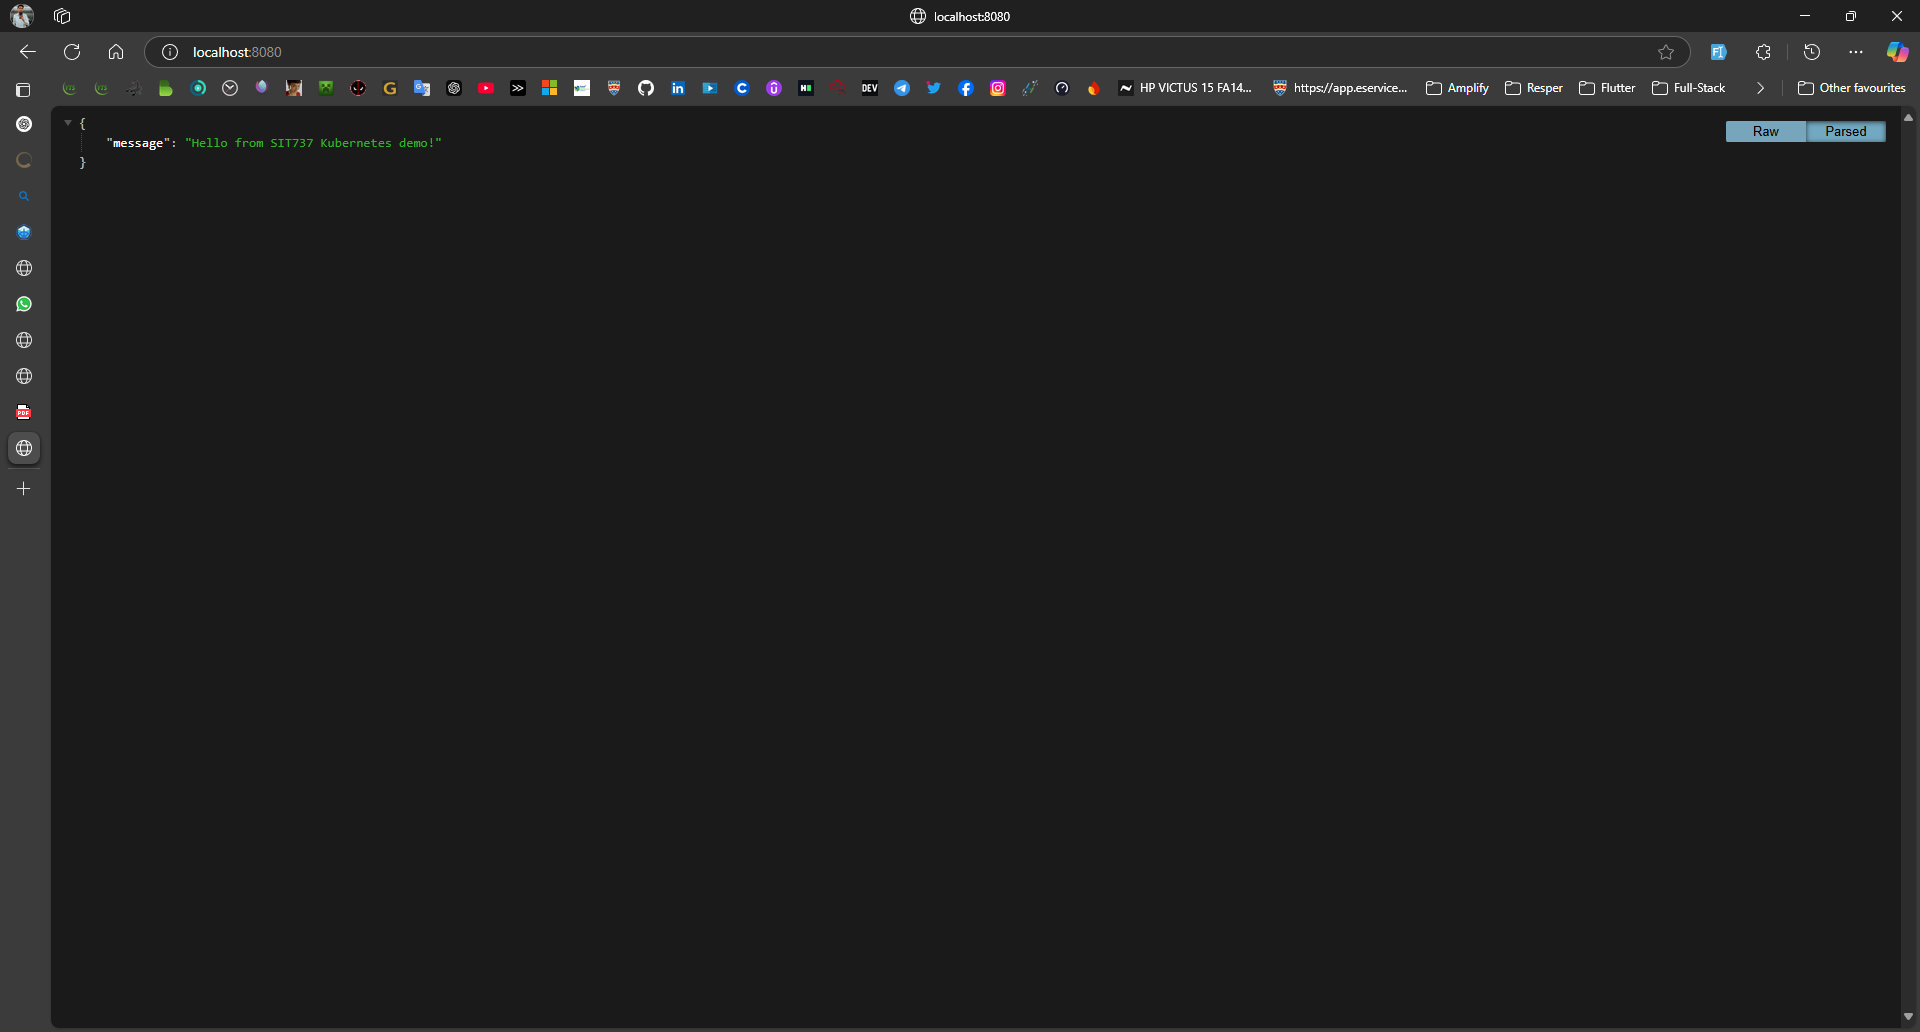 localhost:8080
localhost:8080
HP VICTUS 15 FA14...
https://app.eservice...
Amplify
Resper
Flutter
Full-Stack
Other favourites
{
"message": "Hello from SIT737 Kubernetes demo!"
}
Raw
Parsed